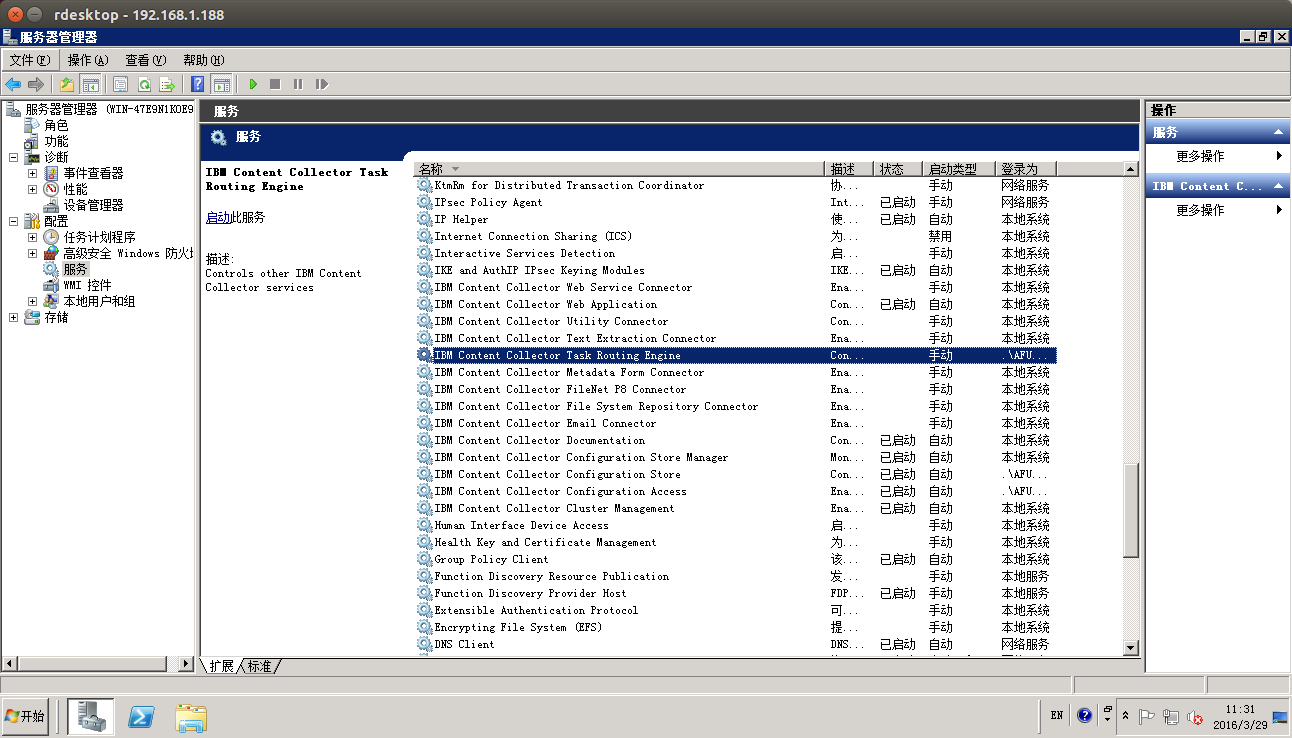 rdesktop - 192.168.1.188
服务器管理器
文件(F) 操作(A) 查看(V) 帮助(H)
服务器管理器 (WIN-47E9N1KOE9
角色
功能
诊断
事件查看器
性能
设备管理器
配置
任务计划程序
高级安全 Windows 防火
服务
WMI 控件
本地用户和组
存储
服务
服务
IBM Content Collector Task
Routing Engine
启动此服务
描述:
Controls other IBM Content
Collector services
名称 描述 状态 启动类型 登录为
KtmRm for Distributed Transaction Coordinator 协... 手动 网络服务
IPsec Policy Agent Int... 已启动 手动 网络服务
IP Helper 使... 已启动 自动 本地系统
Internet Connection Sharing (ICS) 为... 禁用 本地系统
Interactive Services Detection 启... 手动 本地系统
IKE and AuthIP IPsec Keying Modules IKE... 已启动 自动 本地系统
IBM Content Collector Web Service Connector Ena... 手动 本地系统
IBM Content Collector Web Application Con... 已启动 自动 本地系统
IBM Content Collector Utility Connector Con... 手动 本地系统
IBM Content Collector Text Extraction Connector Ena... 手动 本地系统
IBM Content Collector Task Routing Engine Con... 手动 .\AFU...
IBM Content Collector Metadata Form Connector Ena... 手动 本地系统
IBM Content Collector FileNet P8 Connector Ena... 手动 本地系统
IBM Content Collector File System Repository Connector Ena... 手动 本地系统
IBM Content Collector Email Connector Ena... 手动 本地系统
IBM Content Collector Documentation Con... 已启动 自动 本地系统
IBM Content Collector Configuration Store Manager Mon... 已启动 自动 本地系统
IBM Content Collector Configuration Store Con... 已启动 自动 .\AFU...
IBM Content Collector Configuration Access Ena... 已启动 自动 .\AFU...
IBM Content Collector Cluster Management Ena... 已启动 自动 本地系统
Human Interface Device Access 启... 手动 本地系统
Health Key and Certificate Management 为... 手动 本地系统
Group Policy Client 该... 已启动 自动 本地系统
Function Discovery Resource Publication 发... 手动 本地服务
Function Discovery Provider Host FDP... 已启动 手动 本地服务
Extensible Authentication Protocol 可... 手动 本地系统
Encrypting File System (EFS) 提... 手动 本地系统
DNS Client DNS... 已启动 自动 网络服务
扩展 标准
操作
服务
更多操作
IBM Content C...
更多操作
开始
EN
11:31
2016/3/29